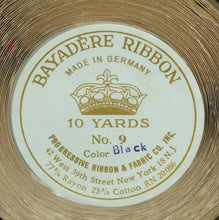 BAYADÈRE RIBBON
MADE IN GERMANY
10 YARDS
No. 9
Color Black
PROGRESSIVE RIBBON & FABRIC CO. INC.
42 West 39th Street New York 18 N.J.
77% Rayon 23% Cotton-RN 20086